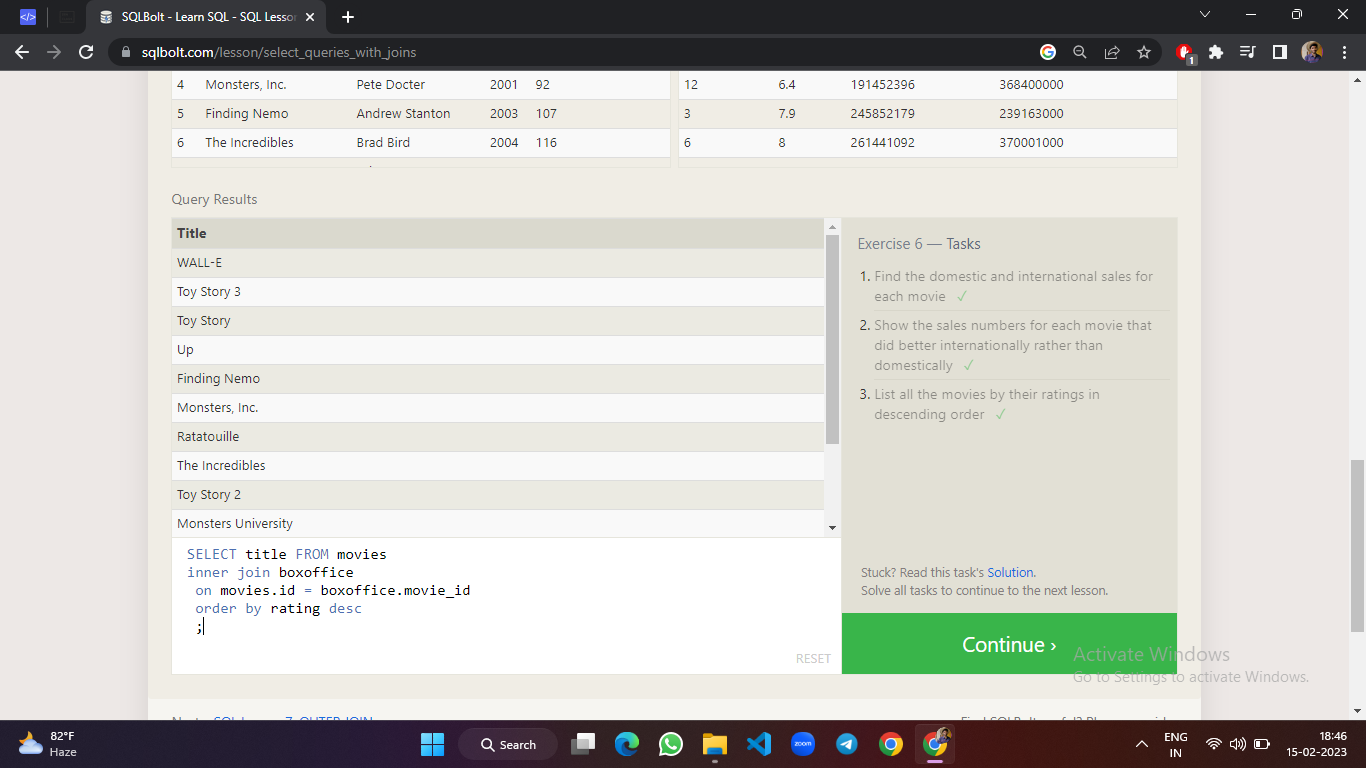 SQLBolt - Learn SQL - SQL Lesso
sqlbolt.com/lesson/select_queries_with_joins
1
4 Monsters, Inc. Pete Docter 2001 92 12 6.4 191452396 368400000
5 Finding Nemo Andrew Stanton 2003 107 3 7.9 245852179 239163000
6 The Incredibles Brad Bird 2004 116 6 8 261441092 370001000
Query Results
Title
WALL-E
Toy Story 3
Toy Story
Up
Finding Nemo
Monsters, Inc.
Ratatouille
The Incredibles
Toy Story 2
Monsters University
SELECT title FROM movies
inner join boxoffice
on movies.id = boxoffice.movie_id
order by rating desc
;
RESET
Exercise 6 — Tasks
1. Find the domestic and international sales for
each movie ✓
2. Show the sales numbers for each movie that
did better internationally rather than
domestically ✓
3. List all the movies by their ratings in
descending order ✓
Stuck? Read this task's Solution.
Solve all tasks to continue to the next lesson.
Continue ›
Activate Windows
Go to Settings to activate Windows.
82°F
Haze
Search
zoom
ENG
IN
18:46
15-02-2023